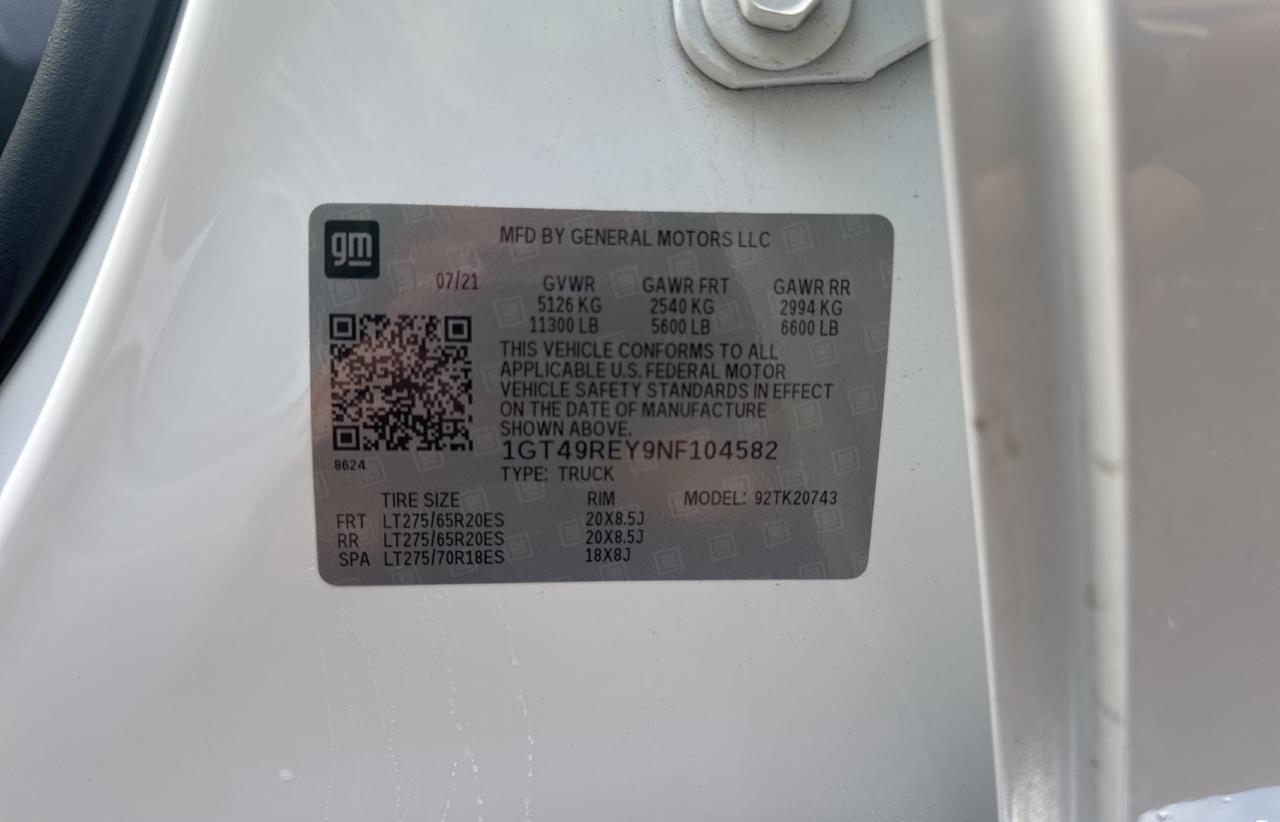 gm
MFD BY GENERAL MOTORS LLC
07/21 GVWR GAWR FRT GAWR RR
5126 KG 2540 KG 2994 KG
11300 LB 5600 LB 6600 LB
THIS VEHICLE CONFORMS TO ALL
APPLICABLE U.S. FEDERAL MOTOR
VEHICLE SAFETY STANDARDS IN EFFECT
ON THE DATE OF MANUFACTURE
SHOWN ABOVE.
1GT49REY9NF104582
8624
TYPE: TRUCK
TIRE SIZE RIM MODEL: 92TK20743
FRT LT275/65R20ES 20X8.5J
RR LT275/65R20ES 20X8.5J
SPA LT275/70R18ES 18X8J